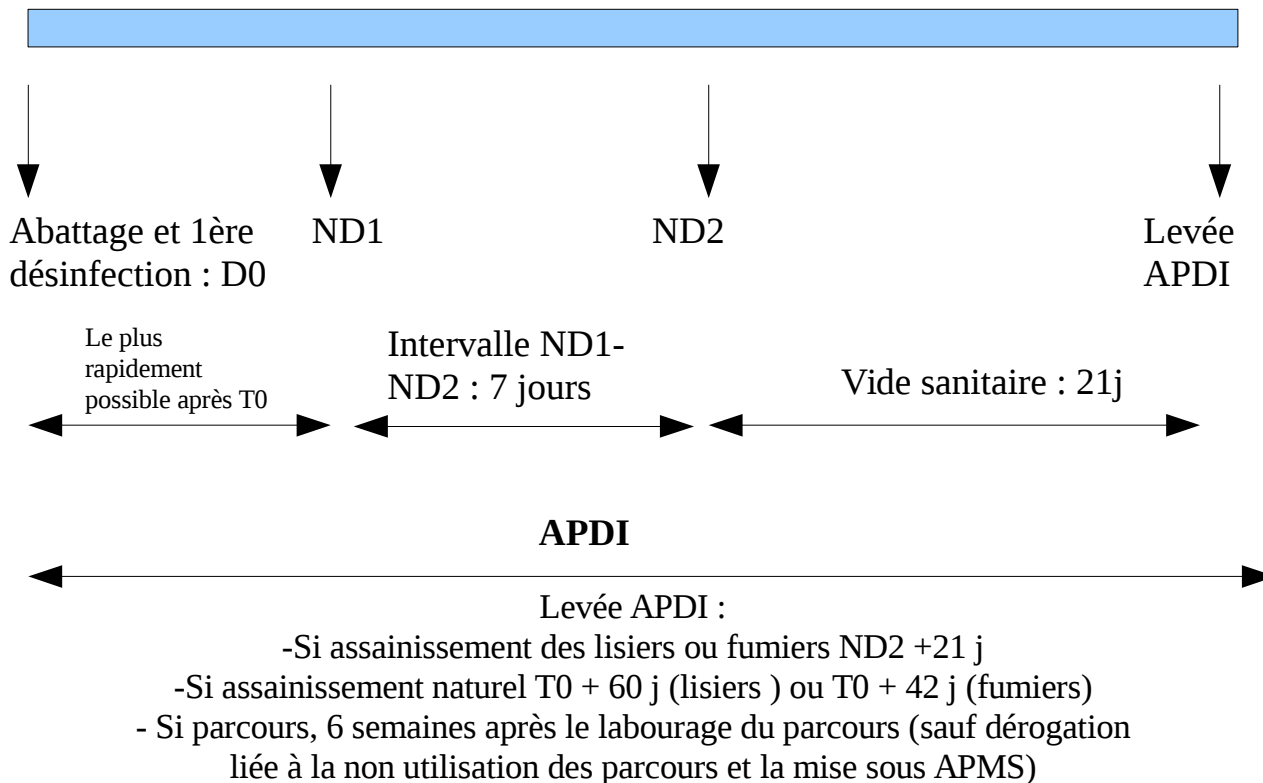 Abattage et 1ère
désinfection : D0
ND1
ND2
Levée
APDI
Le plus
rapidement
possible après T0
Intervalle ND1-
ND2 : 7 jours
Vide sanitaire : 21j
APDI
Levée APDI :
-Si assainissement des lisiers ou fumiers ND2 +21 j
-Si assainissement naturel T0 + 60 j (lisiers ) ou T0 + 42 j (fumiers)
- Si parcours, 6 semaines après le labourage du parcours (sauf dérogation
liée à la non utilisation des parcours et la mise sous APMS)